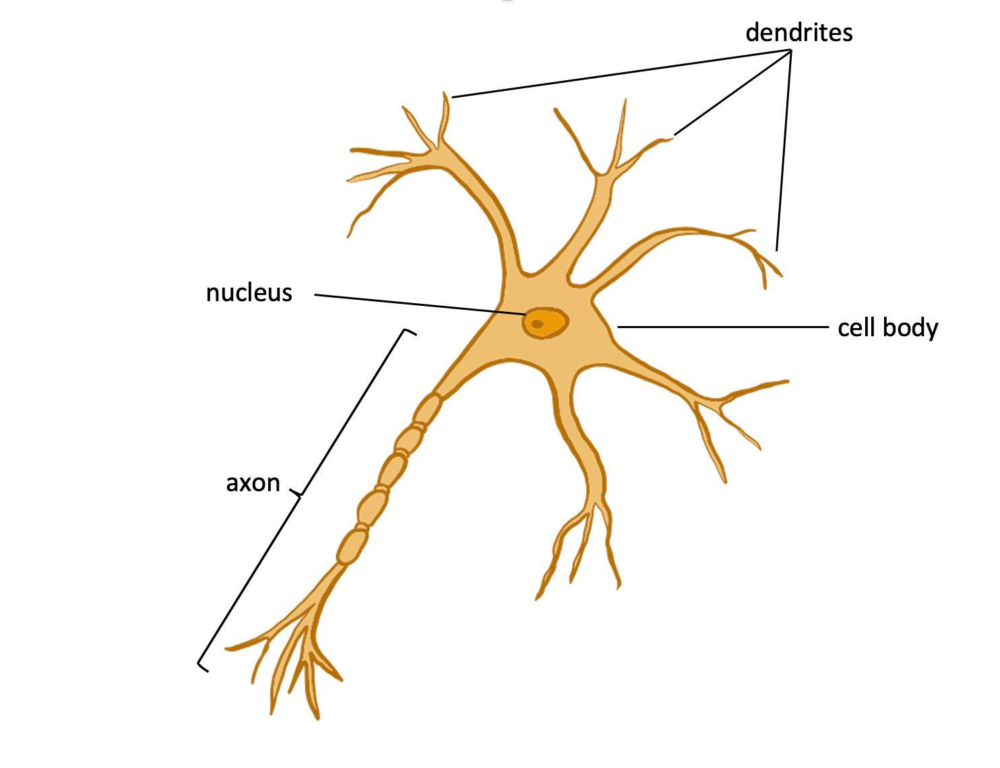 dendrites
nucleus
cell body
axon